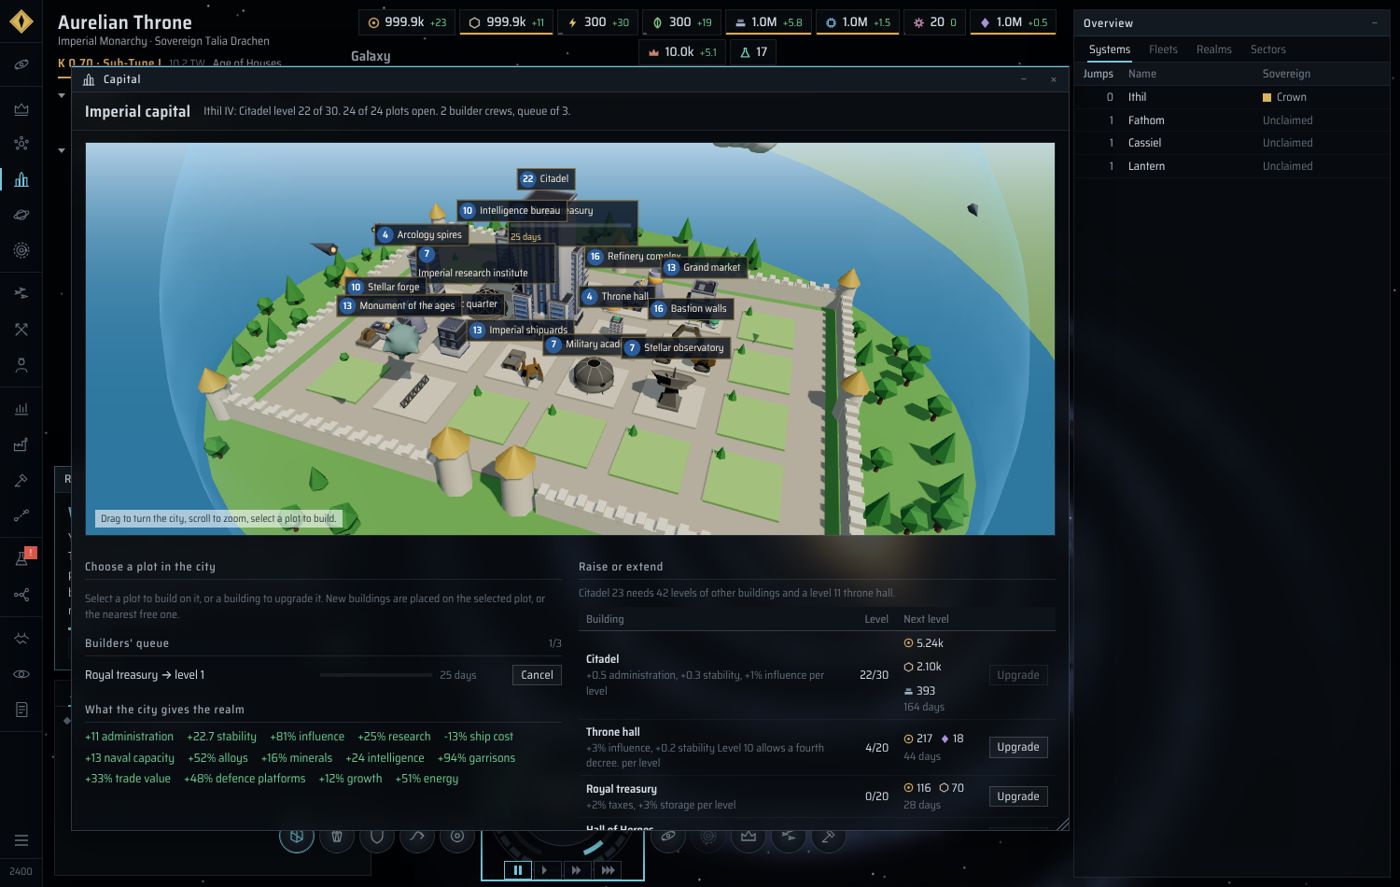 Aurelian Throne
Imperial Monarchy · Sovereign Talia Drachen
K 0.70 · Sub-Type I 10.2 TW Age of Houses
999.9k +23
999.9k +11
300 +30
300 +19
1.0M +5.8
1.0M +1.5
20 0
1.0M +0.5
10.0k +5.1
17
Galaxy
Overview
Systems Fleets Realms Sectors
Jumps Name Sovereign
0 Ithil Crown
1 Fathom Unclaimed
1 Cassiel Unclaimed
1 Lantern Unclaimed
Capital
Imperial capital Ithil IV: Citadel level 22 of 30. 24 of 24 plots open. 2 builder crews, queue of 3.
22 Citadel
10 Intelligence bureau
easury
25 days
4 Arcology spires
7
Imperial research institute
16 Refinery complex
13 Grand market
10 Stellar forge
13 Monument of the ages
quarter
4 Throne hall
16 Bastion walls
13 Imperial shipyards
7 Military acad
7 Stellar observatory
Drag to turn the city, scroll to zoom, select a plot to build.
Choose a plot in the city
Select a plot to build on it, or a building to upgrade it. New buildings are placed on the selected plot, or
the nearest free one.
Builders' queue 1/3
Royal treasury → level 1 25 days Cancel
What the city gives the realm
+11 administration +22.7 stability +81% influence +25% research -13% ship cost
+13 naval capacity +52% alloys +16% minerals +24 intelligence +94% garrisons
+33% trade value +48% defence platforms +12% growth +51% energy
Raise or extend
Citadel 23 needs 42 levels of other buildings and a level 11 throne hall.
Building Level Next level
Citadel
+0.5 administration, +0.3 stability, +1% influence per
level
22/30
5.24k
2.10k
393
164 days
Upgrade
Throne hall
+3% influence, +0.2 stability Level 10 allows a fourth
decree. per level
4/20
217 18
44 days
Upgrade
Royal treasury
+2% taxes, +3% storage per level
0/20
116 70
28 days
Upgrade
Hall of Heroes
!
2400